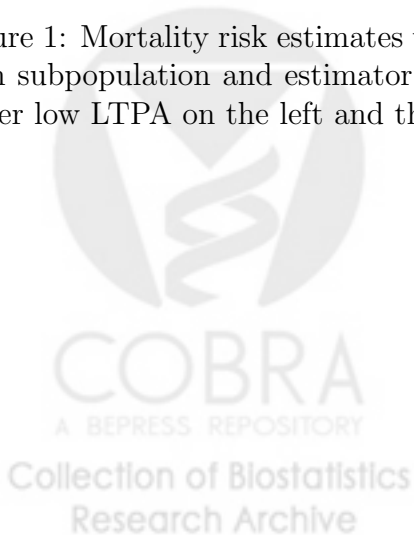 ure 1: Mortality risk estimates
subpopulation and estimator
er low LTPA on the left and th
COBRA
A BEPRESS REPOSITORY
Collection of Biostatistics
Research Archive